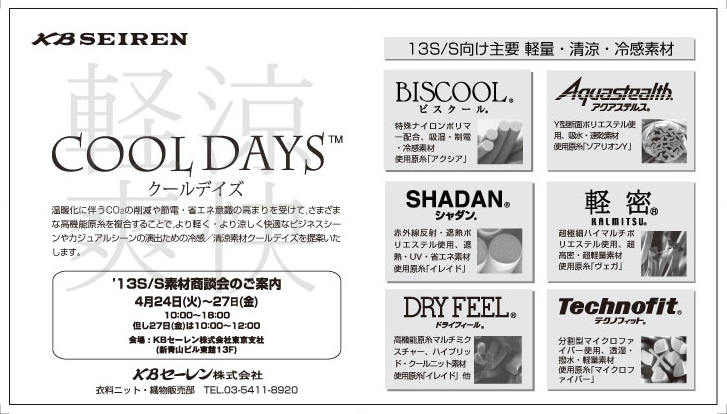 KB SEIREN
軽涼
爽快
COOL DAYS™
クールデイズ
温暖化に伴うCO2の削減や節電・省エネ意識の高まりを受けて、さまざま
な高機能原糸を複合することで、より軽く・より涼しく快適なビジネスシー
ンやカジュアルシーンの演出ための冷感/清涼素材クールデイズを提案いた
します。
'13S/S素材商談会のご案内
4月24日(火)〜27日(金)
10:00〜18:00
但し27日(金)は10:00〜12:00
会場:KBセーレン株式会社東京支社
(新青山ビル東館13F)
KBセーレン株式会社
衣料ニット・織物販売部 TEL.03-5411-8920
13S/S向け主要 軽量・清涼・冷感素材
BISCOOL®
ビスクール®
特殊ナイロンポリマ
ー配合、吸湿・制電
・冷感素材
使用原糸「アクシア」
Aquastealth®
アクアステルス®
Y型断面ポリエステル使
用、吸水・速乾素材
使用原糸「ソアリオンY」
SHADAN®
シャダン®
赤外線反射・遮熱ポ
リエステル使用、遮
熱・UV・省エネ素材
使用原糸「イレイド」
軽密®
KALMITSU®
超極細ハイマルチポ
リエステル使用、超
高密・超軽量素材
使用原糸「ヴェガ」
DRY FEEL®
ドライフィール®
高機能原糸マルチミク
スチャー、ハイブリッ
ド・クールニット素材
使用原糸「イレイド」他
Technofit®
テクノフィット®
分割型マイクロフ
ァイバー使用、透湿・
撥水・軽量素材
使用原糸「マイクロフ
ァイバー」